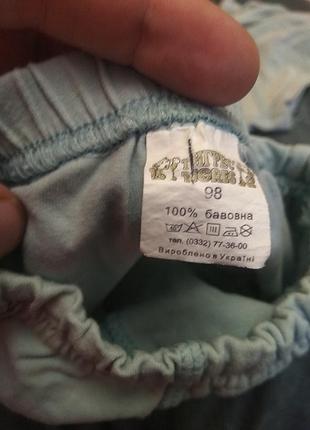 98
100% бавовна
тел. (0332) 77-36-00
Вироблено в Україні